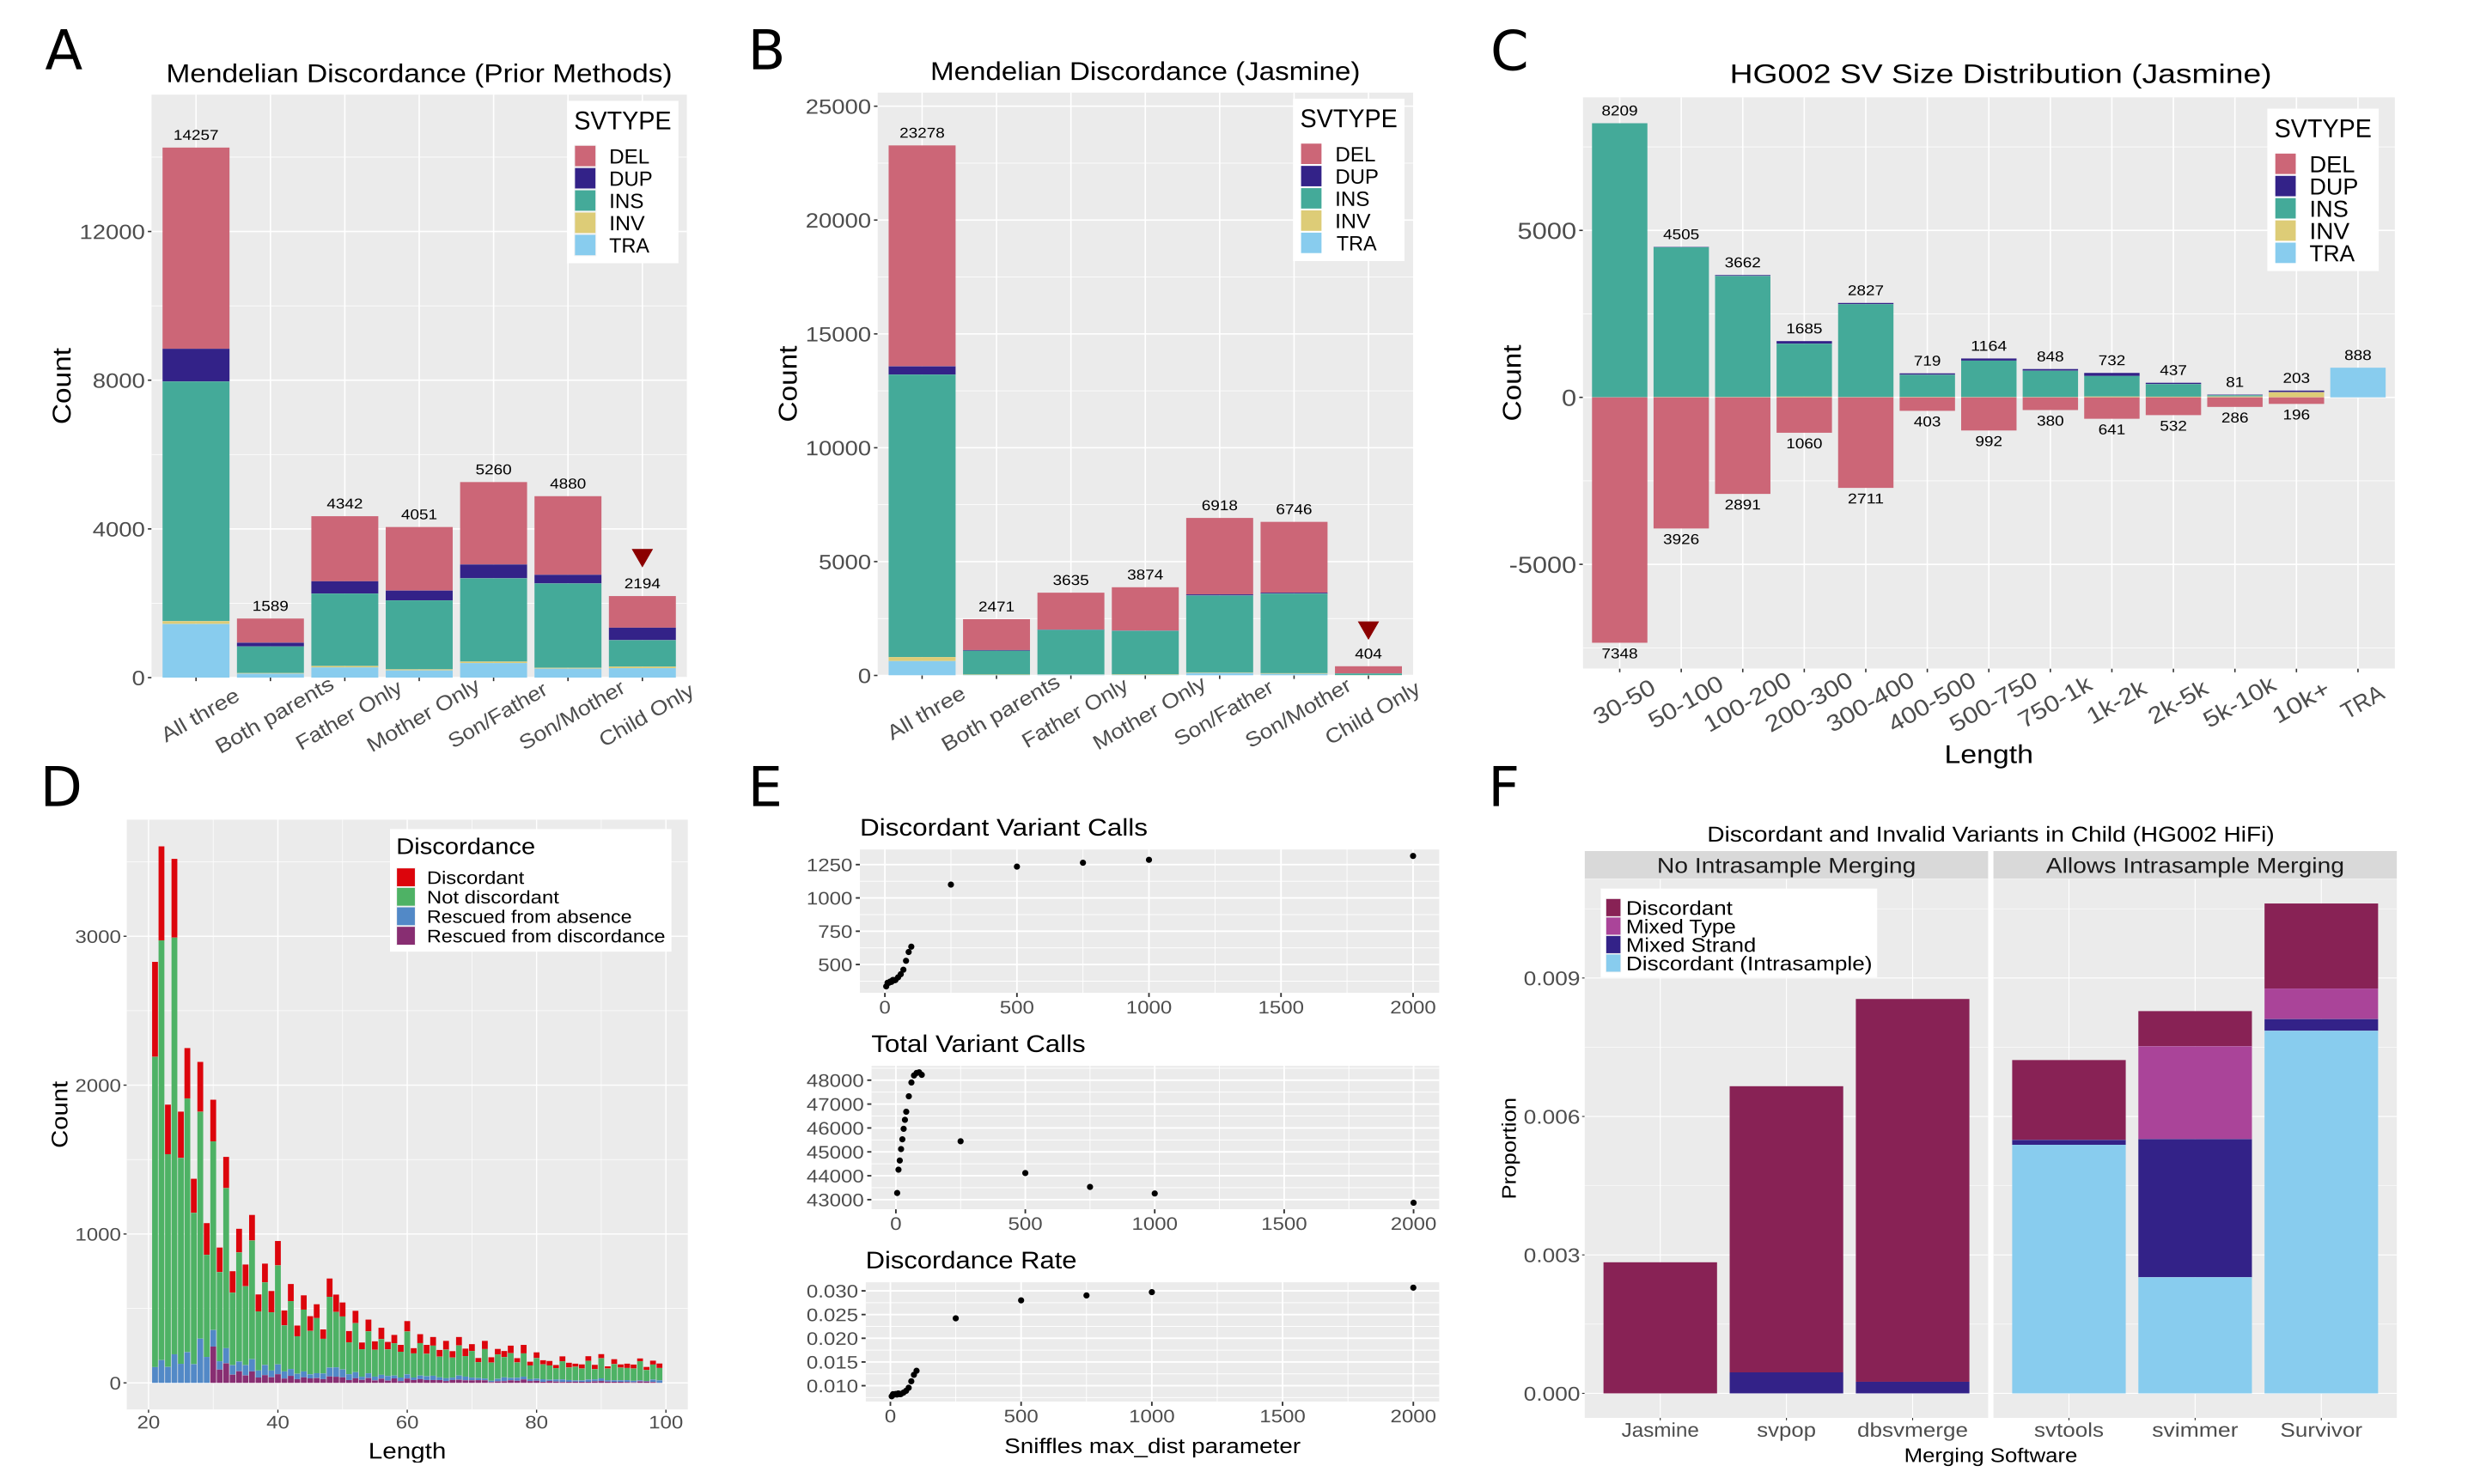 A
Mendelian Discordance (Prior Methods)
SVTYPE
DEL
DUP
INS
INV
TRA
14257
1589
4342
4051
5260
4880
2194
12000
8000
4000
0
Count
All three
Both parents
Father Only
Mother Only
Son/Father
Son/Mother
Child Only
B
Mendelian Discordance (Jasmine)
SVTYPE
DEL
DUP
INS
INV
TRA
23278
2471
3635
3874
6918
6746
404
25000
20000
15000
10000
5000
0
Count
All three
Both parents
Father Only
Mother Only
Son/Father
Son/Mother
Child Only
C
HG002 SV Size Distribution (Jasmine)
SVTYPE
DEL
DUP
INS
INV
TRA
8209
4505
3662
1685
2827
719
1164
848
732
437
81
203
888
7348
3926
2891
1060
2711
403
992
380
641
532
286
196
5000
0
-5000
Count
30-50
50-100
100-200
200-300
300-400
400-500
500-750
750-1k
1k-2k
2k-5k
5k-10k
10k+
TRA
Length
D
Discordance
Discordant
Not discordant
Rescued from absence
Rescued from discordance
3000
2000
1000
0
Count
20
40
60
80
100
Length
E
Discordant Variant Calls
1250
1000
750
500
0
500
1000
1500
2000
Total Variant Calls
48000
47000
46000
45000
44000
43000
0
500
1000
1500
2000
Discordance Rate
0.030
0.025
0.020
0.015
0.010
0
500
1000
1500
2000
Sniffles max_dist parameter
F
Discordant and Invalid Variants in Child (HG002 HiFi)
No Intrasample Merging
Allows Intrasample Merging
Discordant
Mixed Type
Mixed Strand
Discordant (Intrasample)
0.009
0.006
0.003
0.000
Proportion
Jasmine
svpop
dbsvmerge
svtools
svimmer
Survivor
Merging Software